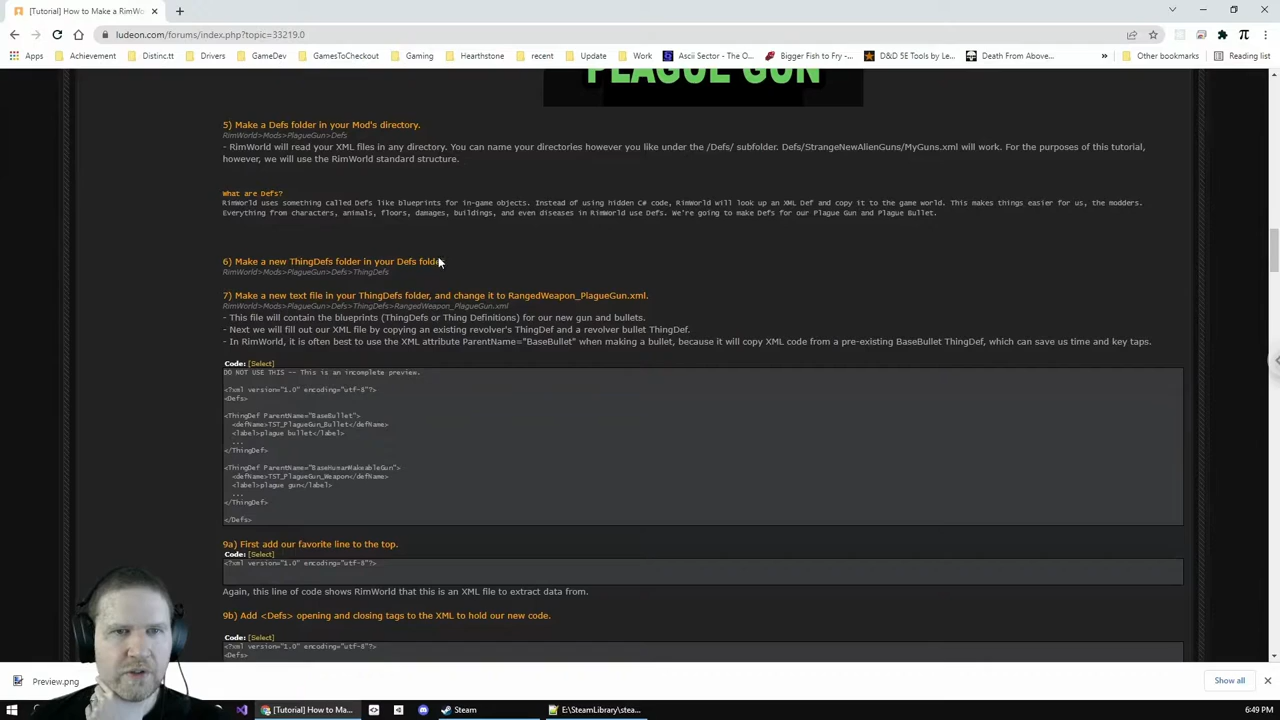 [Tutorial] How to Make a RimWo
ludeon.com/forums/index.php?topic=33219.0
Apps
Achievement
Distinc.tt
Drivers
GameDev
GamesToCheckout
Gaming
Hearthstone
recent
Update
Work
Ascii Sector - The O...
Bigger Fish to Fry -...
D&D 5E Tools by Le...
Death From Above...
»
Other bookmarks
Reading list
PLAGUE GUN
5) Make a Defs folder in your Mod's directory.
RimWorld>Mods>PlagueGun>Defs
- RimWorld will read your XML files in any directory. You can name your directories however you like under the /Defs/ subfolder. Defs/StrangeNewAlienGuns/MyGuns.xml will work. For the purposes of this tutorial,
however, we will use the RimWorld standard structure.
What are Defs?
RimWorld uses something called Defs like blueprints for in-game objects. Instead of using hidden C# code, RimWorld will look up an XML Def and copy it to the game world. This makes things easier for us, the modders.
Everything from characters, animals, floors, damages, buildings, and even diseases in RimWorld use Defs. We're going to make Defs for our Plague Gun and Plague Bullet.
6) Make a new ThingDefs folder in your Defs folder
RimWorld>Mods>PlagueGun>Defs>ThingDefs
7) Make a new text file in your ThingDefs folder, and change it to RangedWeapon_PlagueGun.xml.
RimWorld>Mods>PlagueGun>Defs>ThingDefs>RangedWeapon_PlagueGun.xml
- This file will contain the blueprints (ThingDefs or Thing Definitions) for our new gun and bullets.
- Next we will fill out our XML file by copying an existing revolver's ThingDef and a revolver bullet ThingDef.
- In RimWorld, it is often best to use the XML attribute ParentName="BaseBullet" when making a bullet, because it will copy XML code from a pre-existing BaseBullet ThingDef, which can save us time and key taps.
Code: [Select]
DO NOT USE THIS -- This is an incomplete preview.
<?xml version="1.0" encoding="utf-8"?>
<Defs>
<ThingDef ParentName="BaseBullet">
<defName>TST_PlagueGun_Bullet</defName>
<label>plague bullet</label>
...
</ThingDef>
<ThingDef ParentName="BaseHumanMakeableGun">
<defName>TST_PlagueGun_Weapon</defName>
<label>plague gun</label>
...
</ThingDef>
</Defs>
9a) First add our favorite line to the top.
Code: [Select]
<?xml version="1.0" encoding="utf-8"?>
Again, this line of code shows RimWorld that this is an XML file to extract data from.
9b) Add <Defs> opening and closing tags to the XML to hold our new code.
Code: [Select]
<?xml version="1.0" encoding="utf-8"?>
<Defs>
Preview.png
Show all
[Tutorial] How to Ma...
Steam
E:\SteamLibrary\stea...
6:49 PM